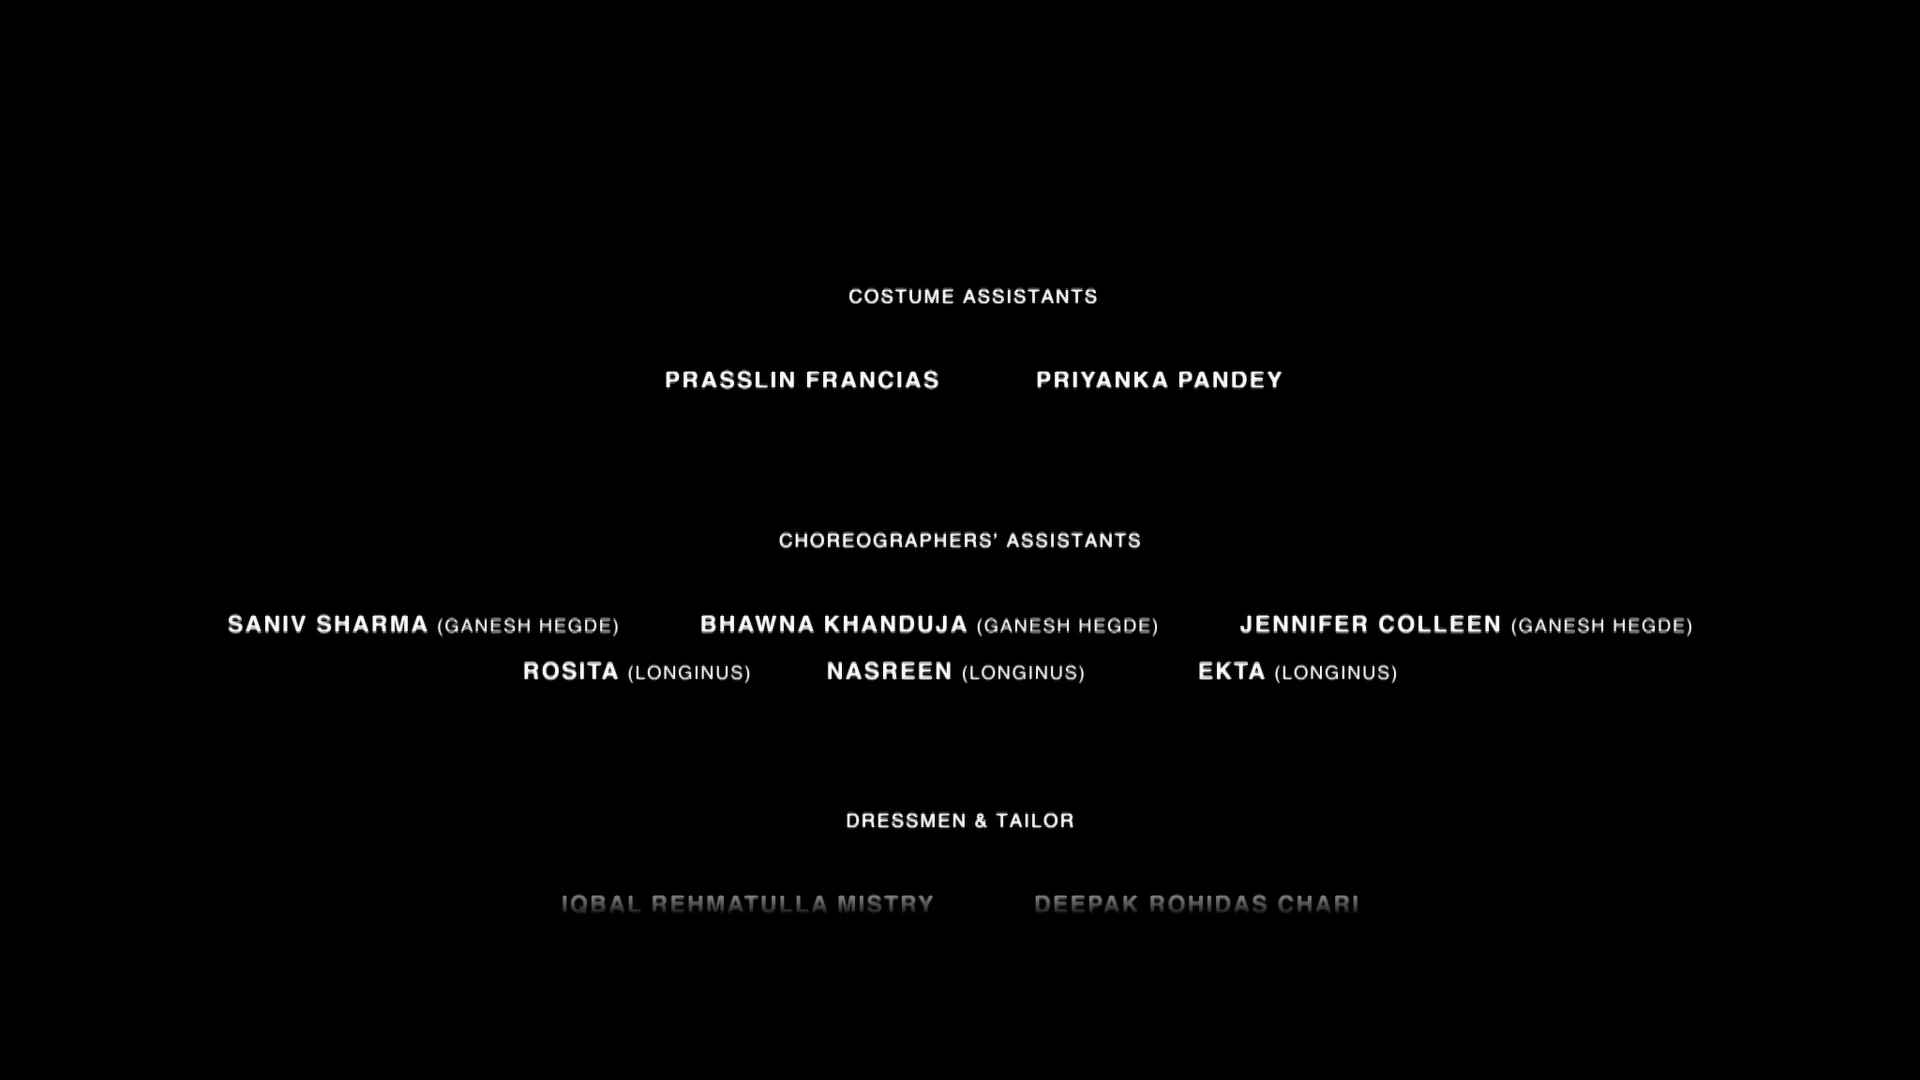 COSTUME ASSISTANTS
PRASSLIN FRANCIAS PRIYANKA PANDEY
CHOREOGRAPHERS’ ASSISTANTS
SANIV SHARMA (GANESH HEGDE) BHAWNA KHANDUJA (GANESH HEGDE) JENNIFER COLLEEN (GANESH HEGDE)
ROSITA (LONGINUS) NASREEN (LONGINUS) EKTA (LONGINUS)
DRESSMEN & TAILOR
IQBAL REHMATULLA MISTRY DEEPAK ROHIDAS CHARI